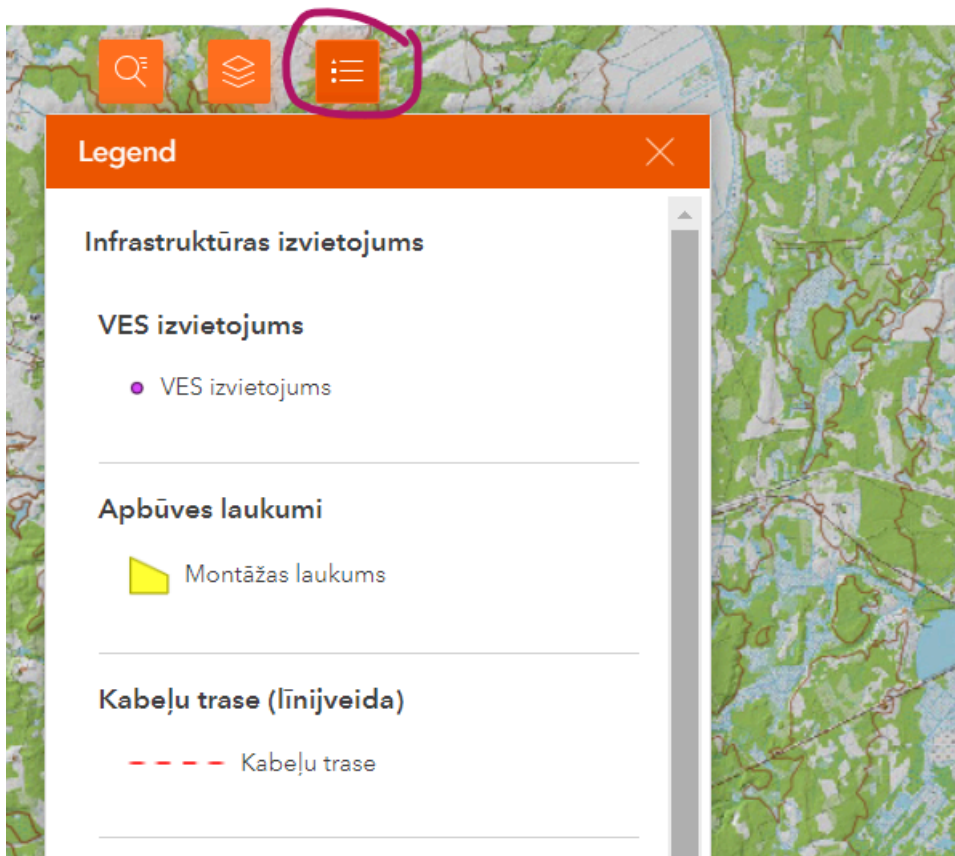 Legend
Infrastruktūras izvietojums
VES izvietojums
VES izvietojums
Apbūves laukumi
Montāžas laukums
Kabeļu trase (līnijveida)
Kabeļu trase